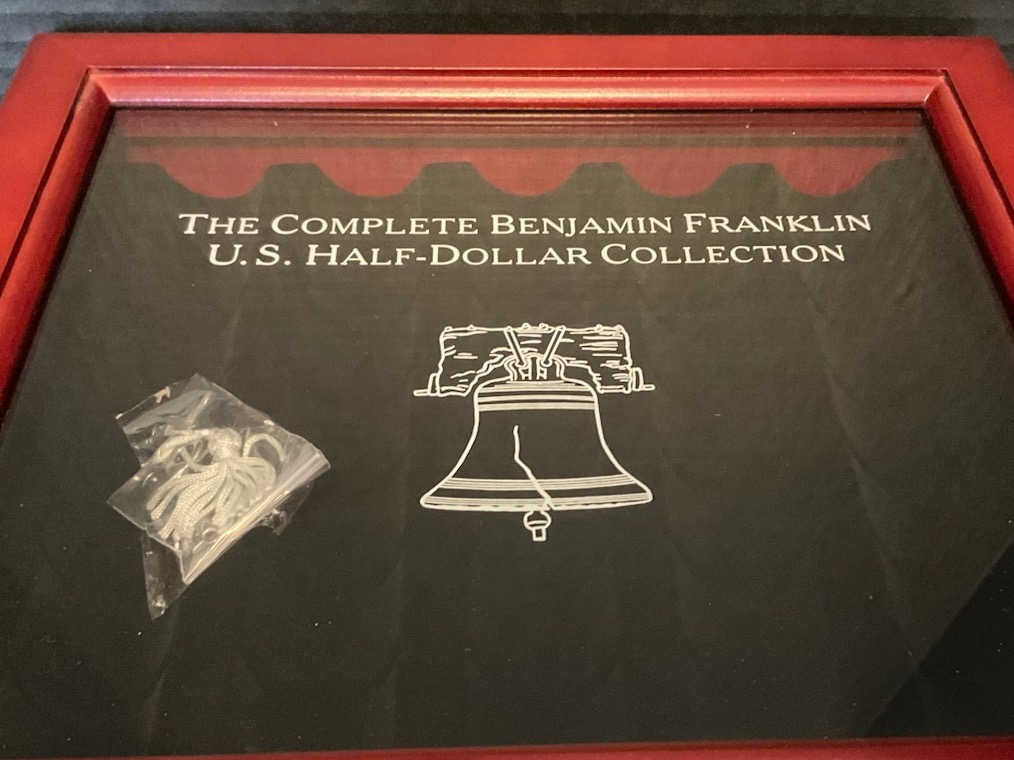 THE COMPLETE BENJAMIN FRANKLIN
U.S. HALF-DOLLAR COLLECTION